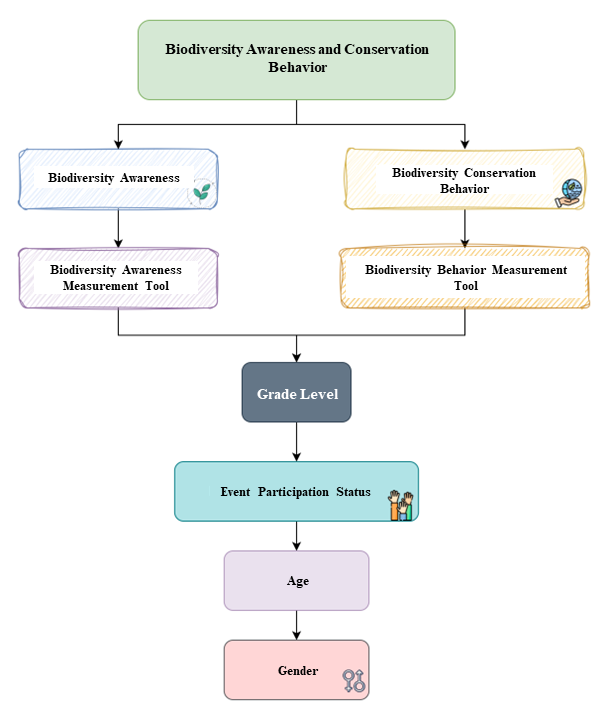 Biodiversity Awareness and Conservation
Behavior
Biodiversity Awareness
Biodiversity Conservation
Behavior
Biodiversity Awareness
Measurement Tool
Biodiversity Behavior Measurement
Tool
Grade Level
Event Participation Status
Age
Gender